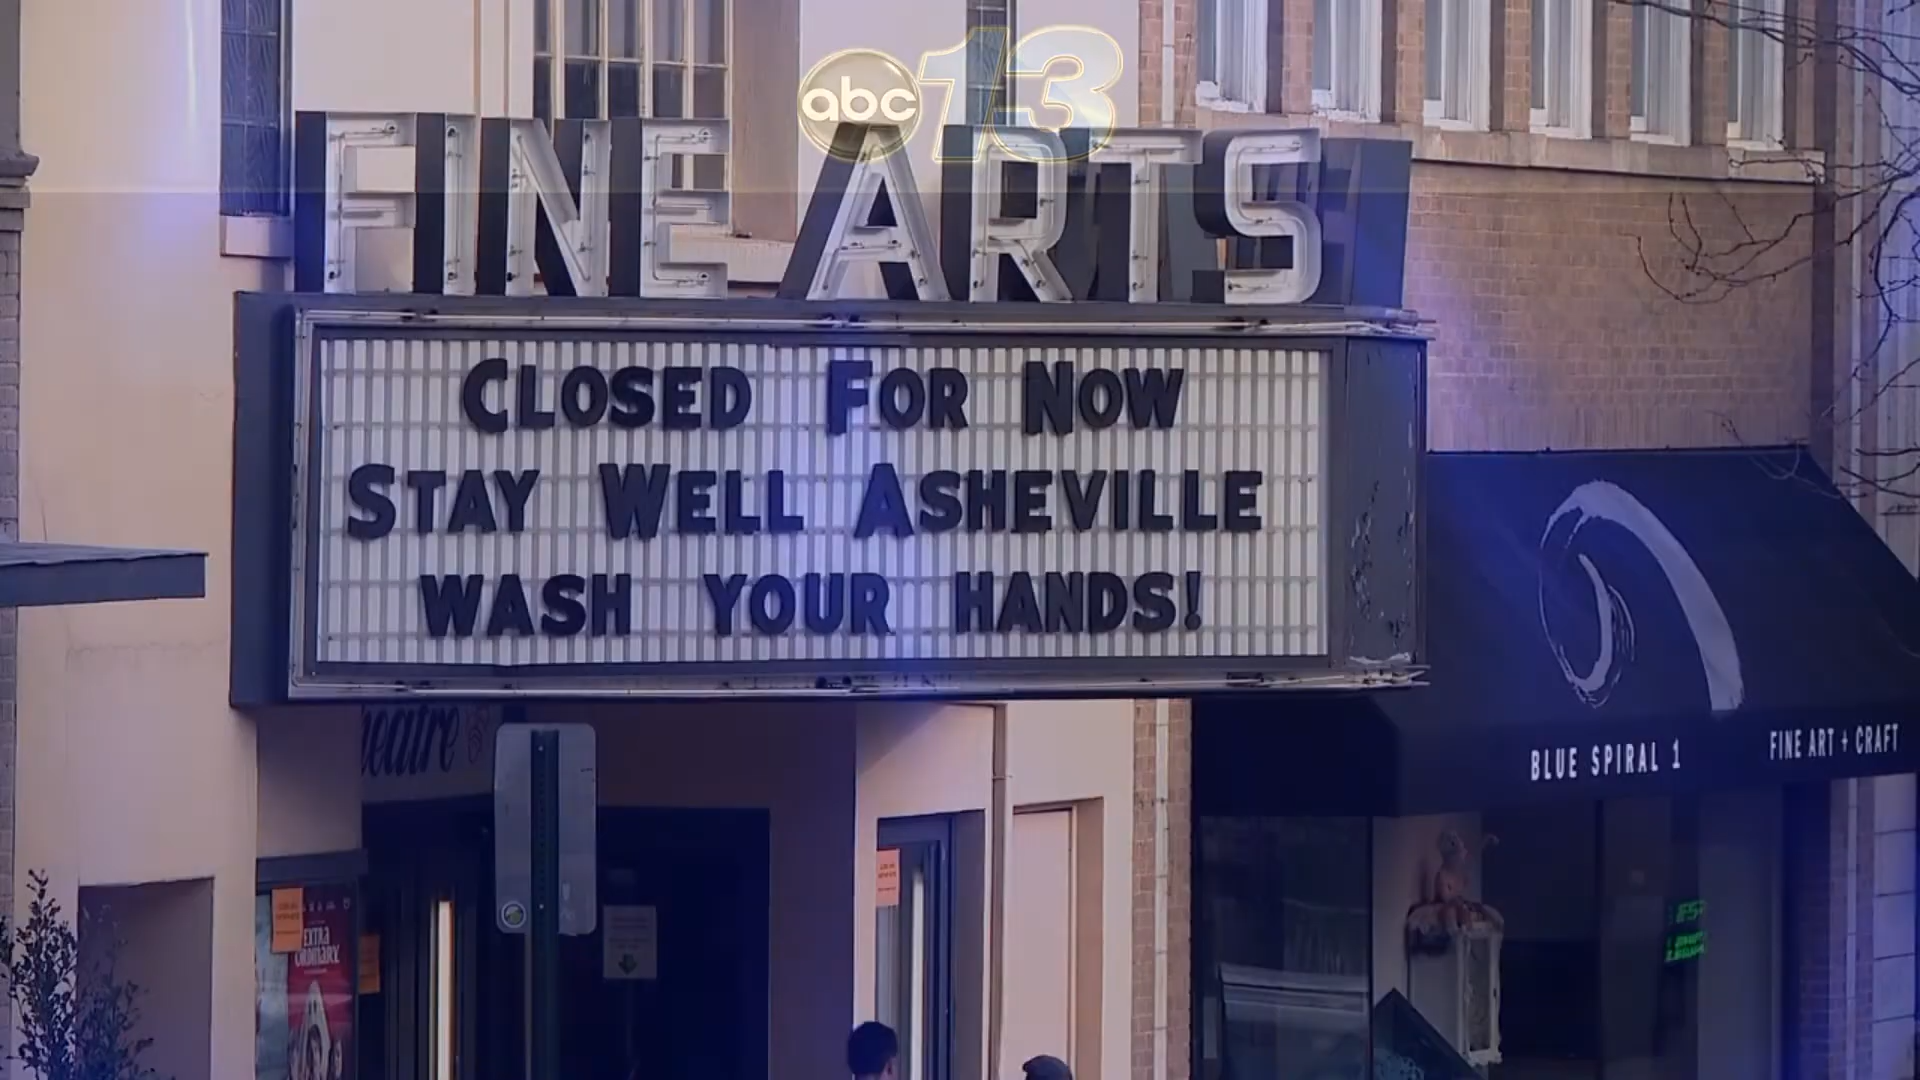 abc 13
FINE ARTS
CLOSED FOR NOW
STAY WELL ASHEVILLE
WASH YOUR HANDS!
eatre
BLUE SPIRAL 1
FINE ART + CRAFT
EXTRA
ORDINARY